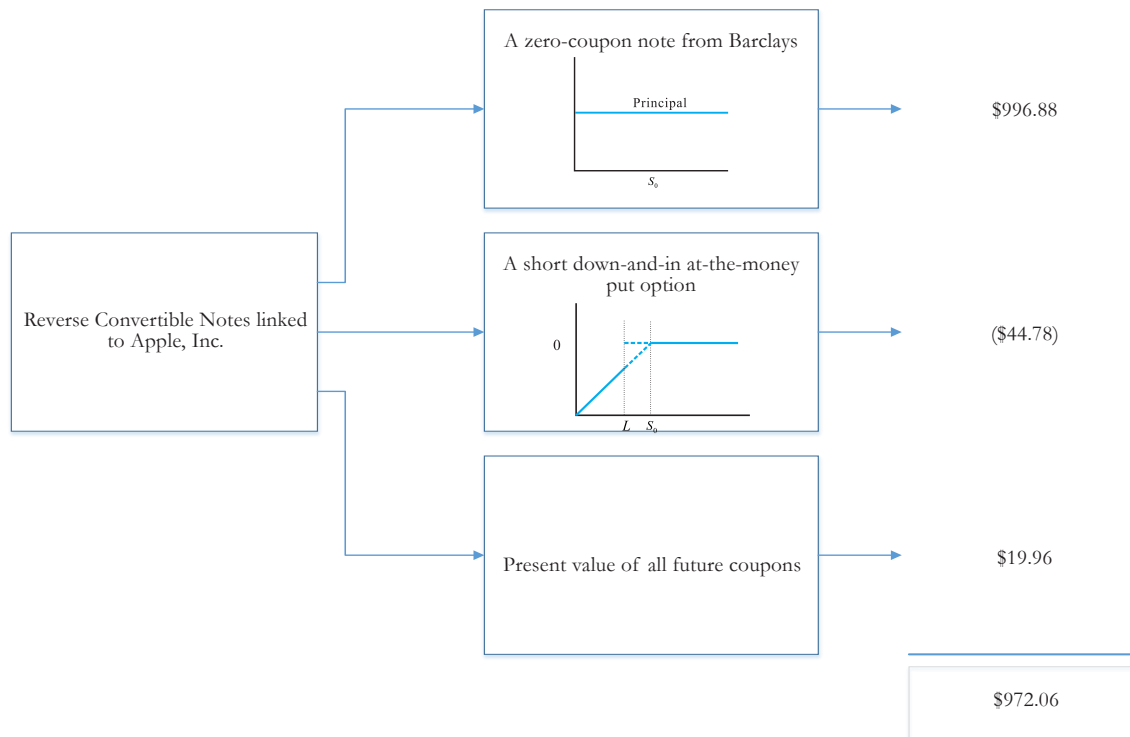 A zero-coupon note from Barclays
Principal
S₀
$996.88
Reverse Convertible Notes linked
to Apple, Inc.
A short down-and-in at-the-money
put option
0
L S₀
($44.78)
Present value of all future coupons
$19.96
$972.06